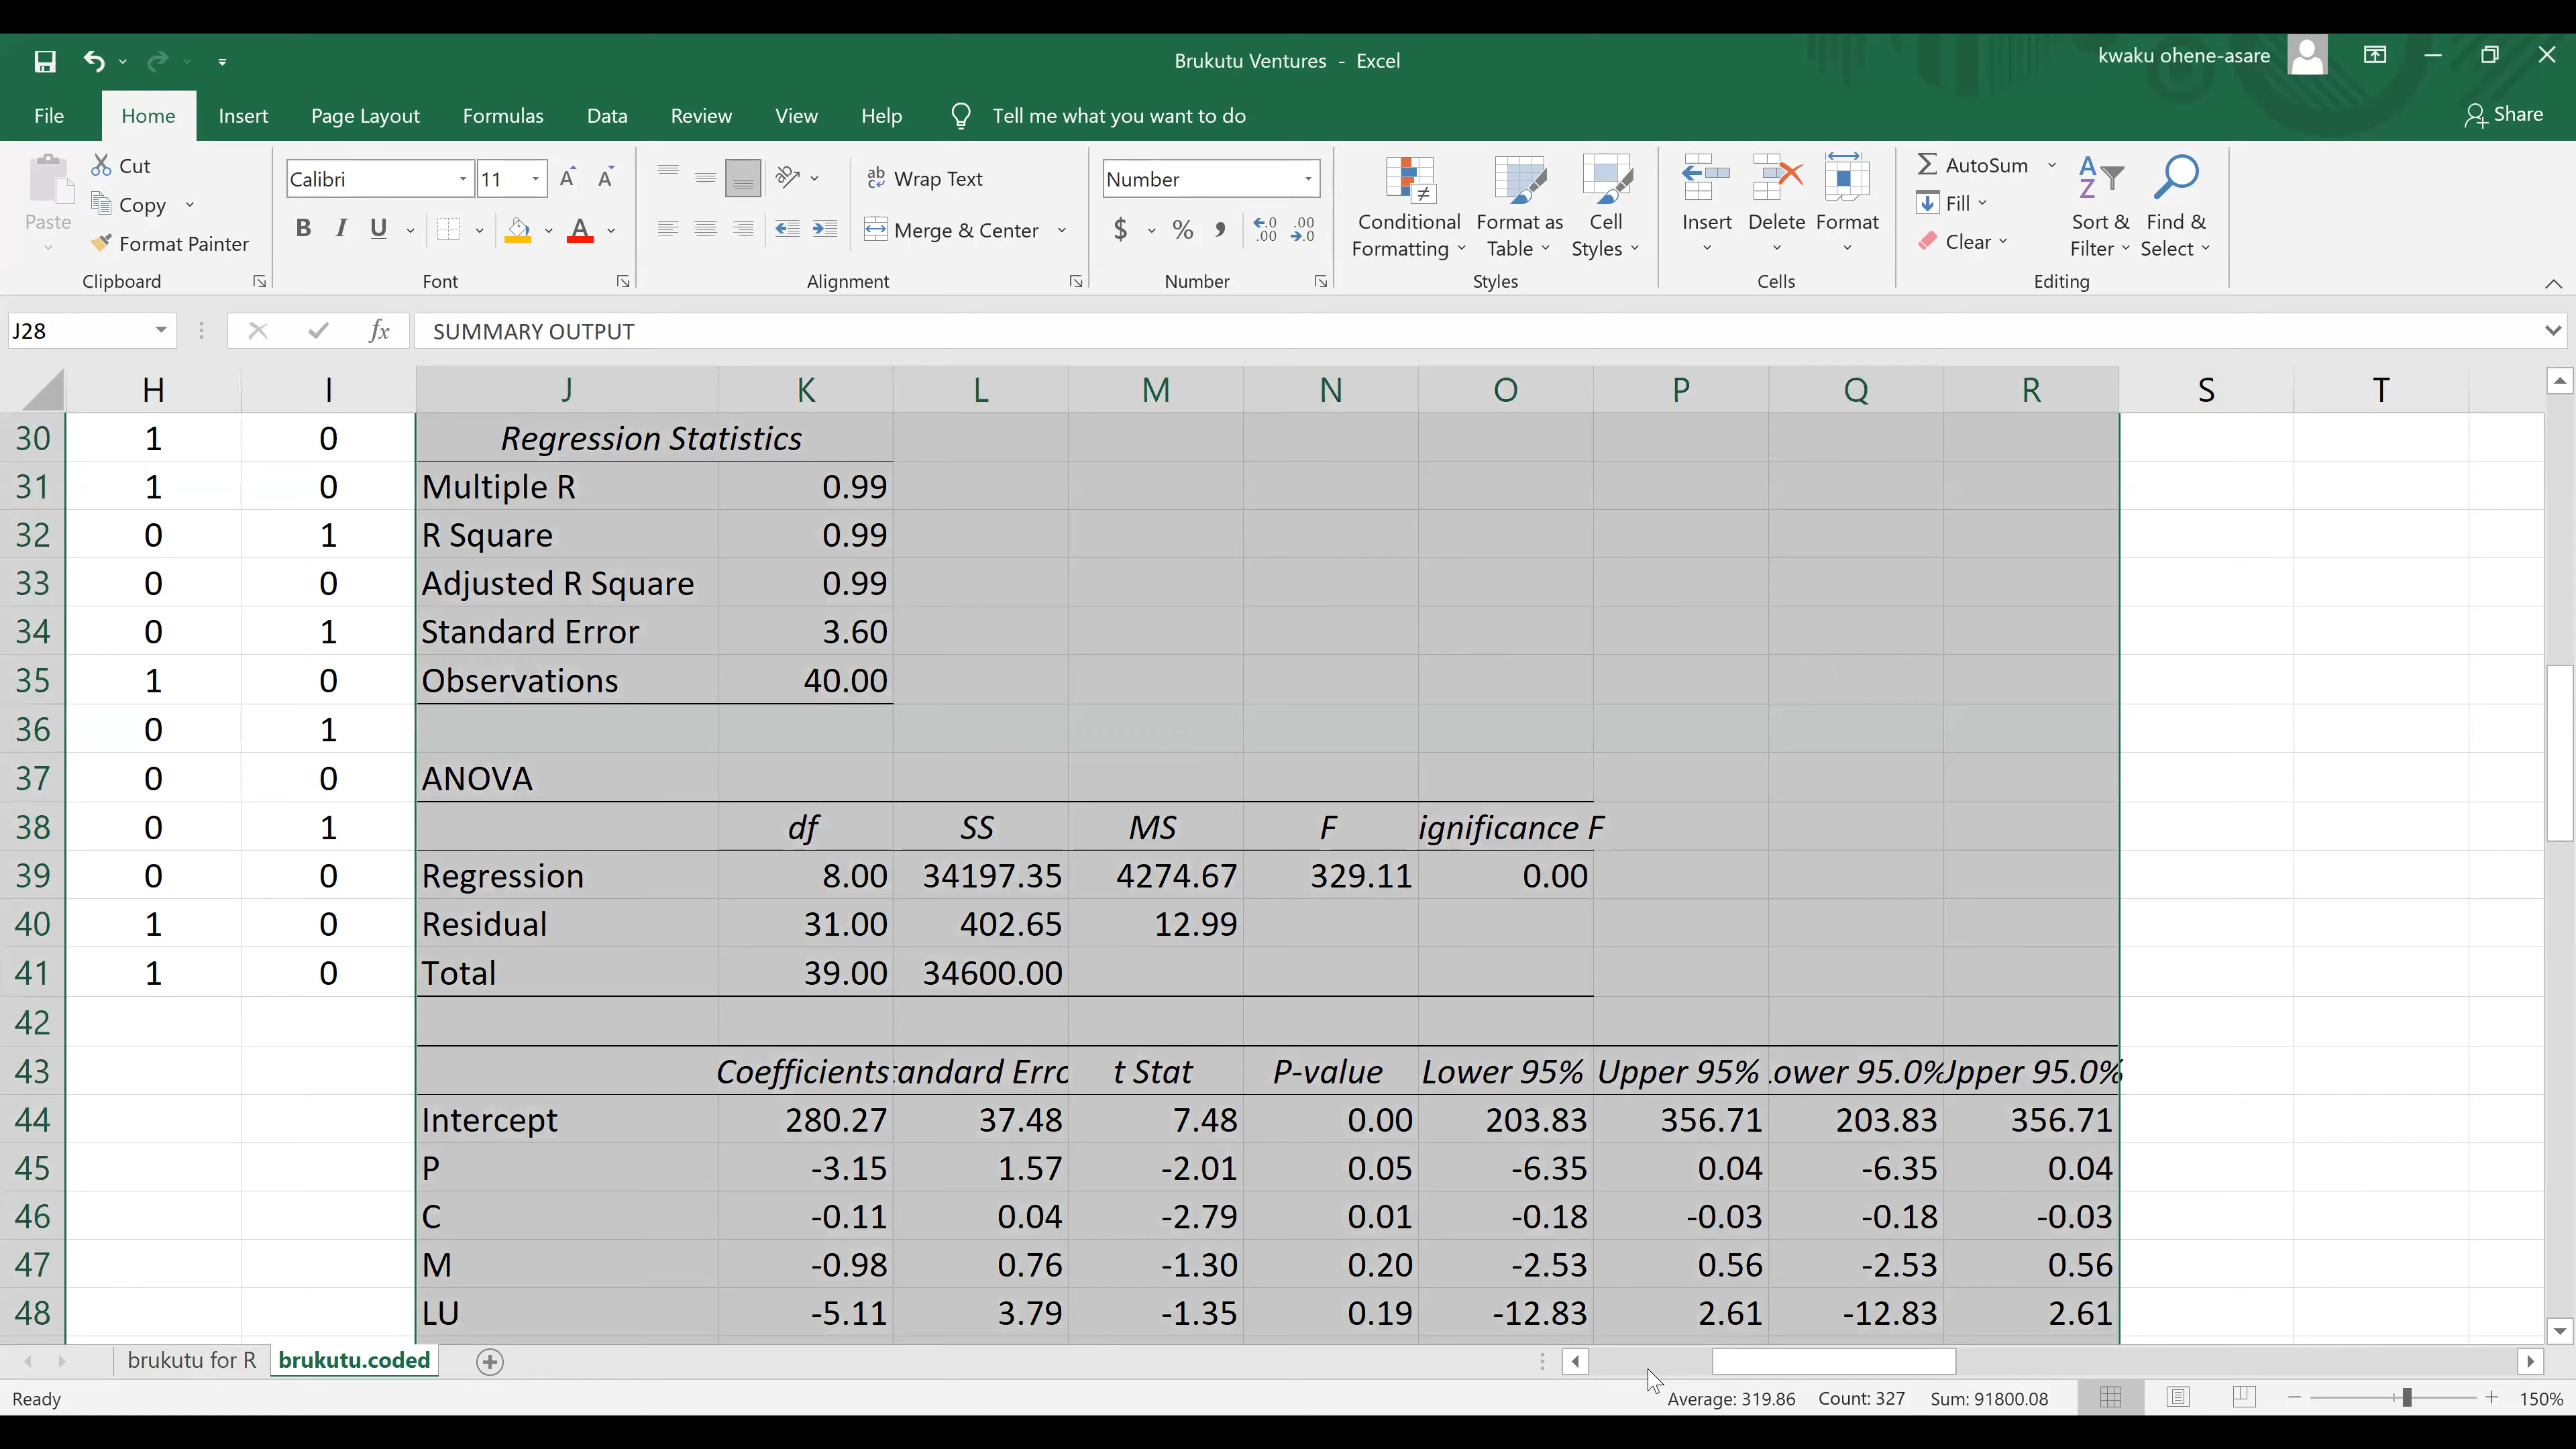 Brukutu Ventures - Excel
kwaku ohene-asare
File Home Insert Page Layout Formulas Data Review View Help Tell me what you want to do
Share
Paste
Cut
Copy
Format Painter
Clipboard
Calibri 11
B I U A
Font
Wrap Text
Merge & Center
Alignment
Number
$ % ,
Number
Conditional Formatting
Format as Table
Cell Styles
Styles
Insert Delete Format
Cells
AutoSum
Fill
Clear
Sort & Filter
Find & Select
Editing
J28 fx SUMMARY OUTPUT
H I J K L M N O P Q R S T
30 1 0 Regression Statistics
31 1 0 Multiple R 0.99
32 0 1 R Square 0.99
33 0 0 Adjusted R Square 0.99
34 0 1 Standard Error 3.60
35 1 0 Observations 40.00
36 0 1
37 0 0 ANOVA
38 0 1 df SS MS F ignificance F
39 0 0 Regression 8.00 34197.35 4274.67 329.11 0.00
40 1 0 Residual 31.00 402.65 12.99
41 1 0 Total 39.00 34600.00
42
43 Coefficients tandard Erro t Stat P-value Lower 95% Upper 95% Lower 95.0% Upper 95.0%
44 Intercept 280.27 37.48 7.48 0.00 203.83 356.71 203.83 356.71
45 P -3.15 1.57 -2.01 0.05 -6.35 0.04 -6.35 0.04
46 C -0.11 0.04 -2.79 0.01 -0.18 -0.03 -0.18 -0.03
47 M -0.98 0.76 -1.30 0.20 -2.53 0.56 -2.53 0.56
48 LU -5.11 3.79 -1.35 0.19 -12.83 2.61 -12.83 2.61
brukutu for R brukutu.coded
Ready Average: 319.86 Count: 327 Sum: 91800.08 150%